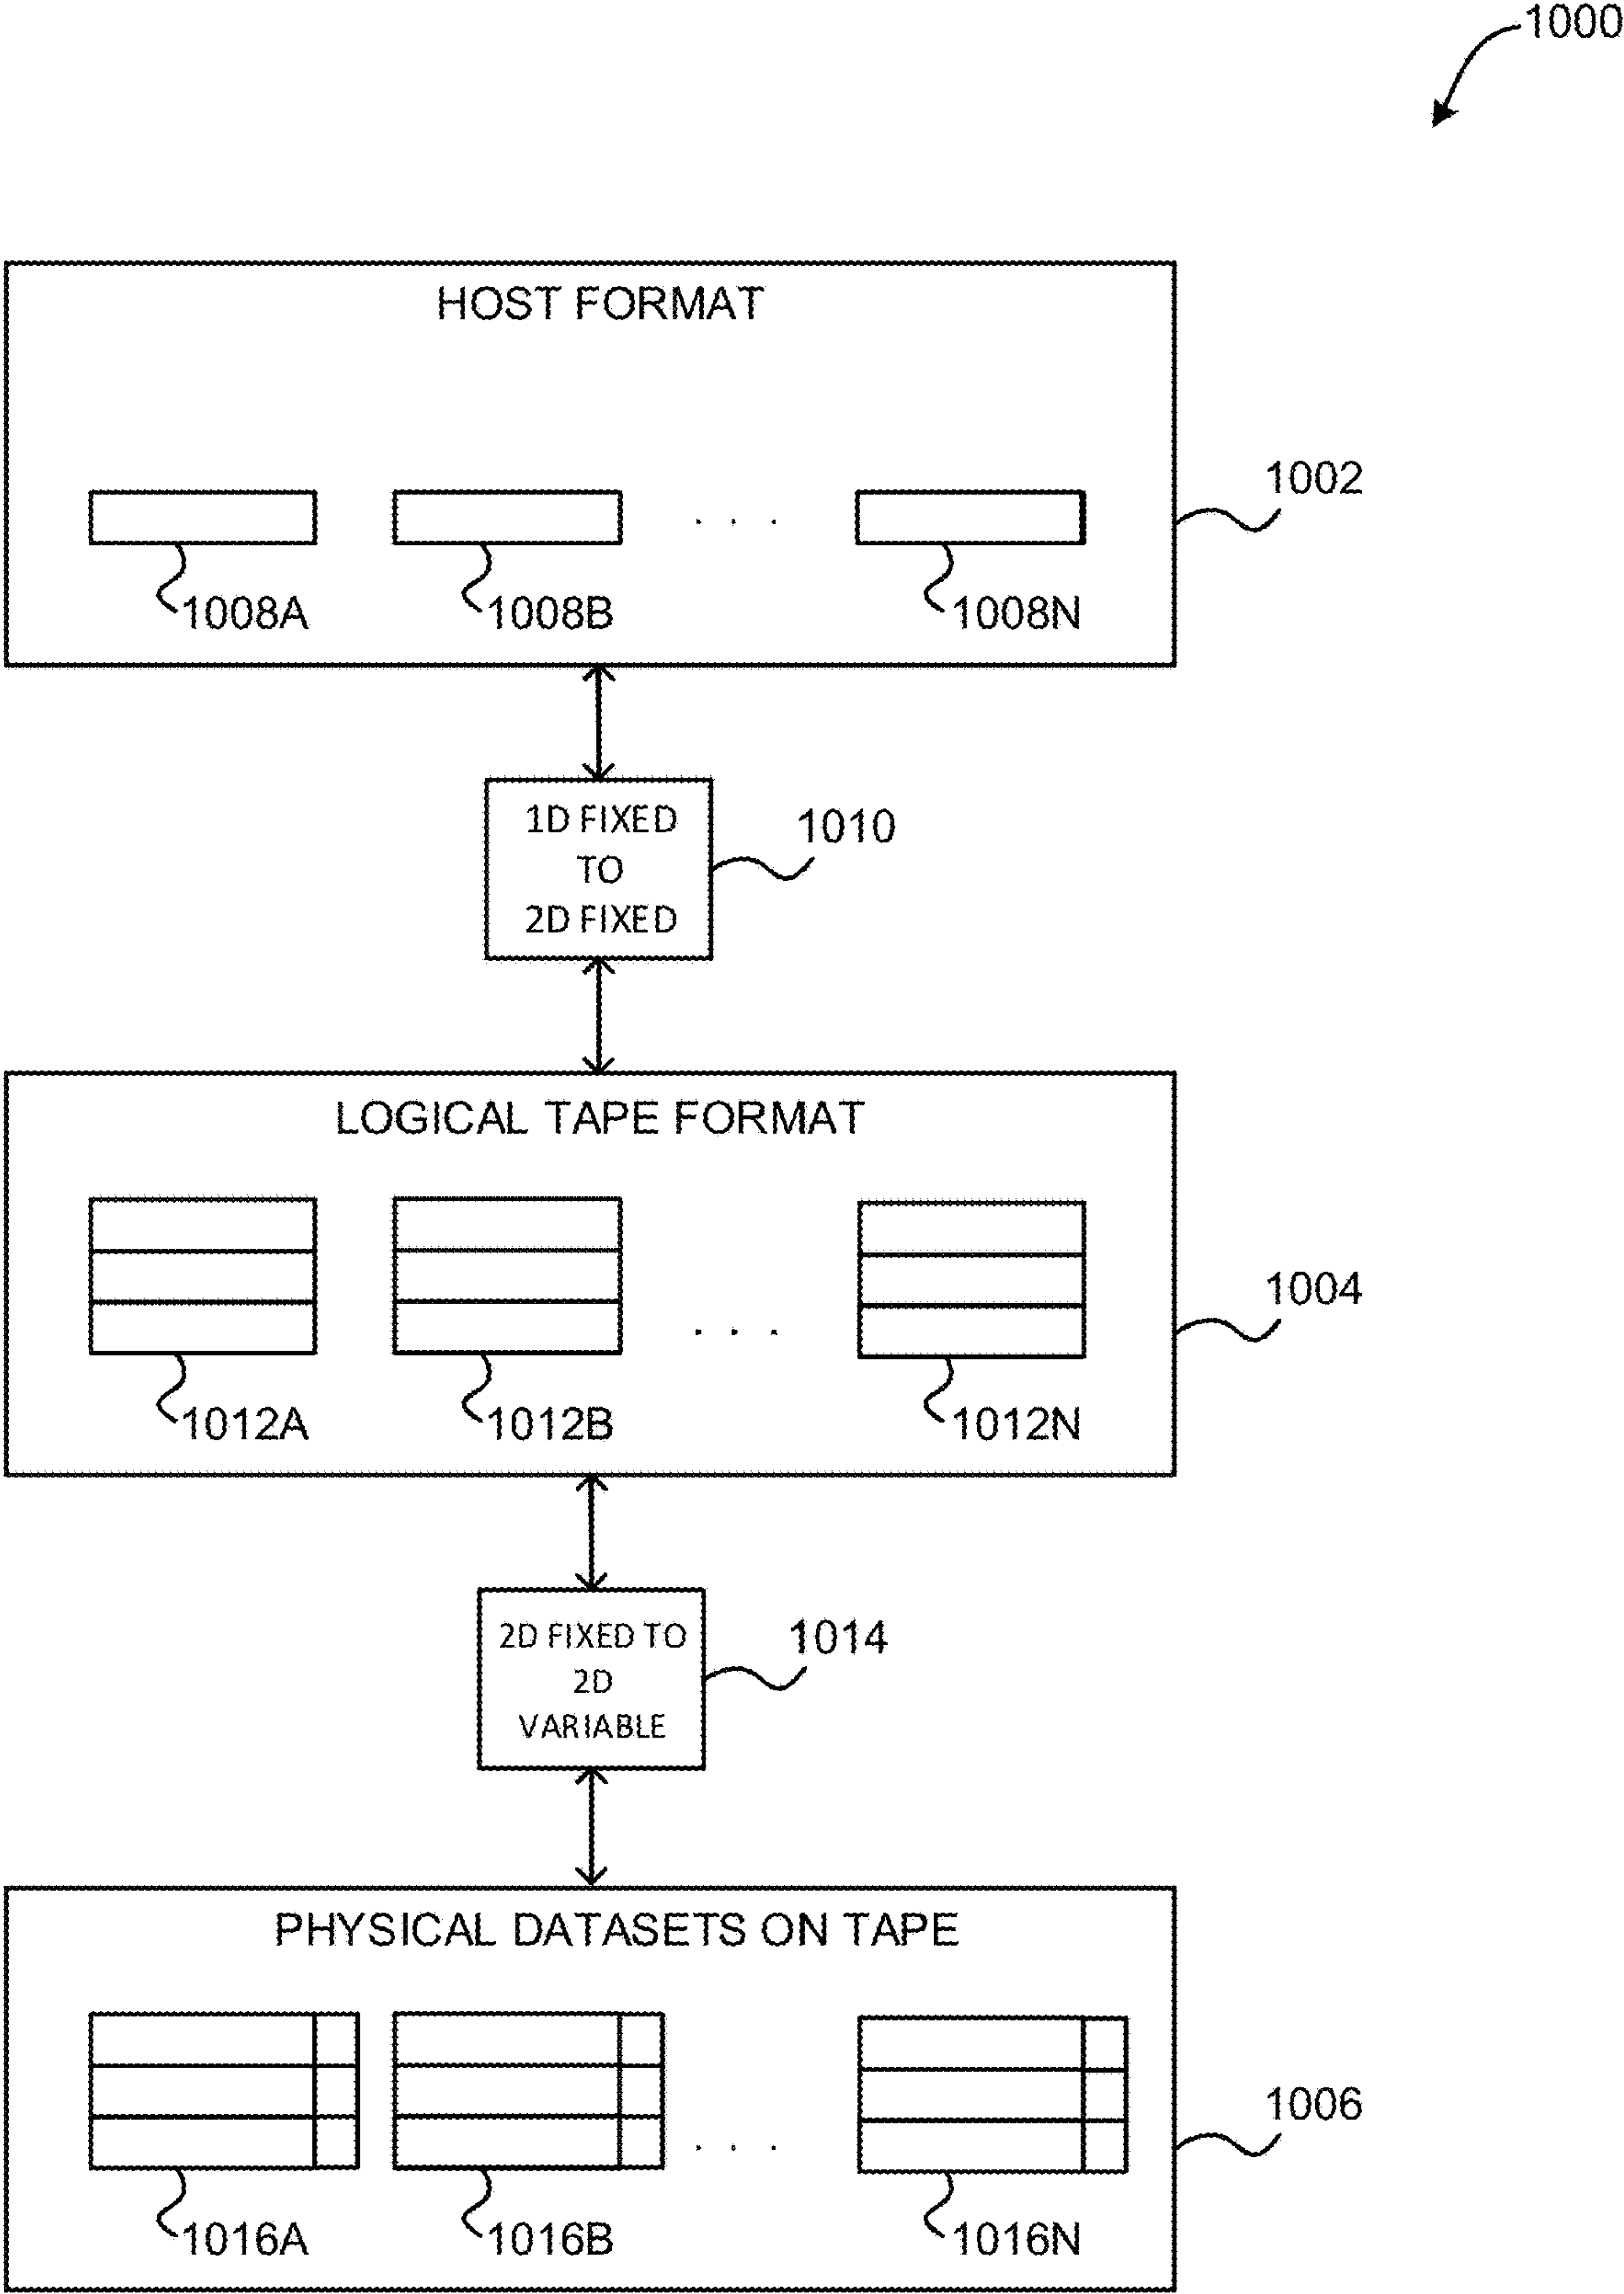 1000
HOST FORMAT
1002
. . .
1008A 1008B 1008N
1D FIXED
TO
2D FIXED
1010
LOGICAL TAPE FORMAT
1004
. . .
1012A 1012B 1012N
2D FIXED TO
2D
VARIABLE
1014
PHYSICAL DATASETS ON TAPE
1006
. . .
1016A 1016B 1016N